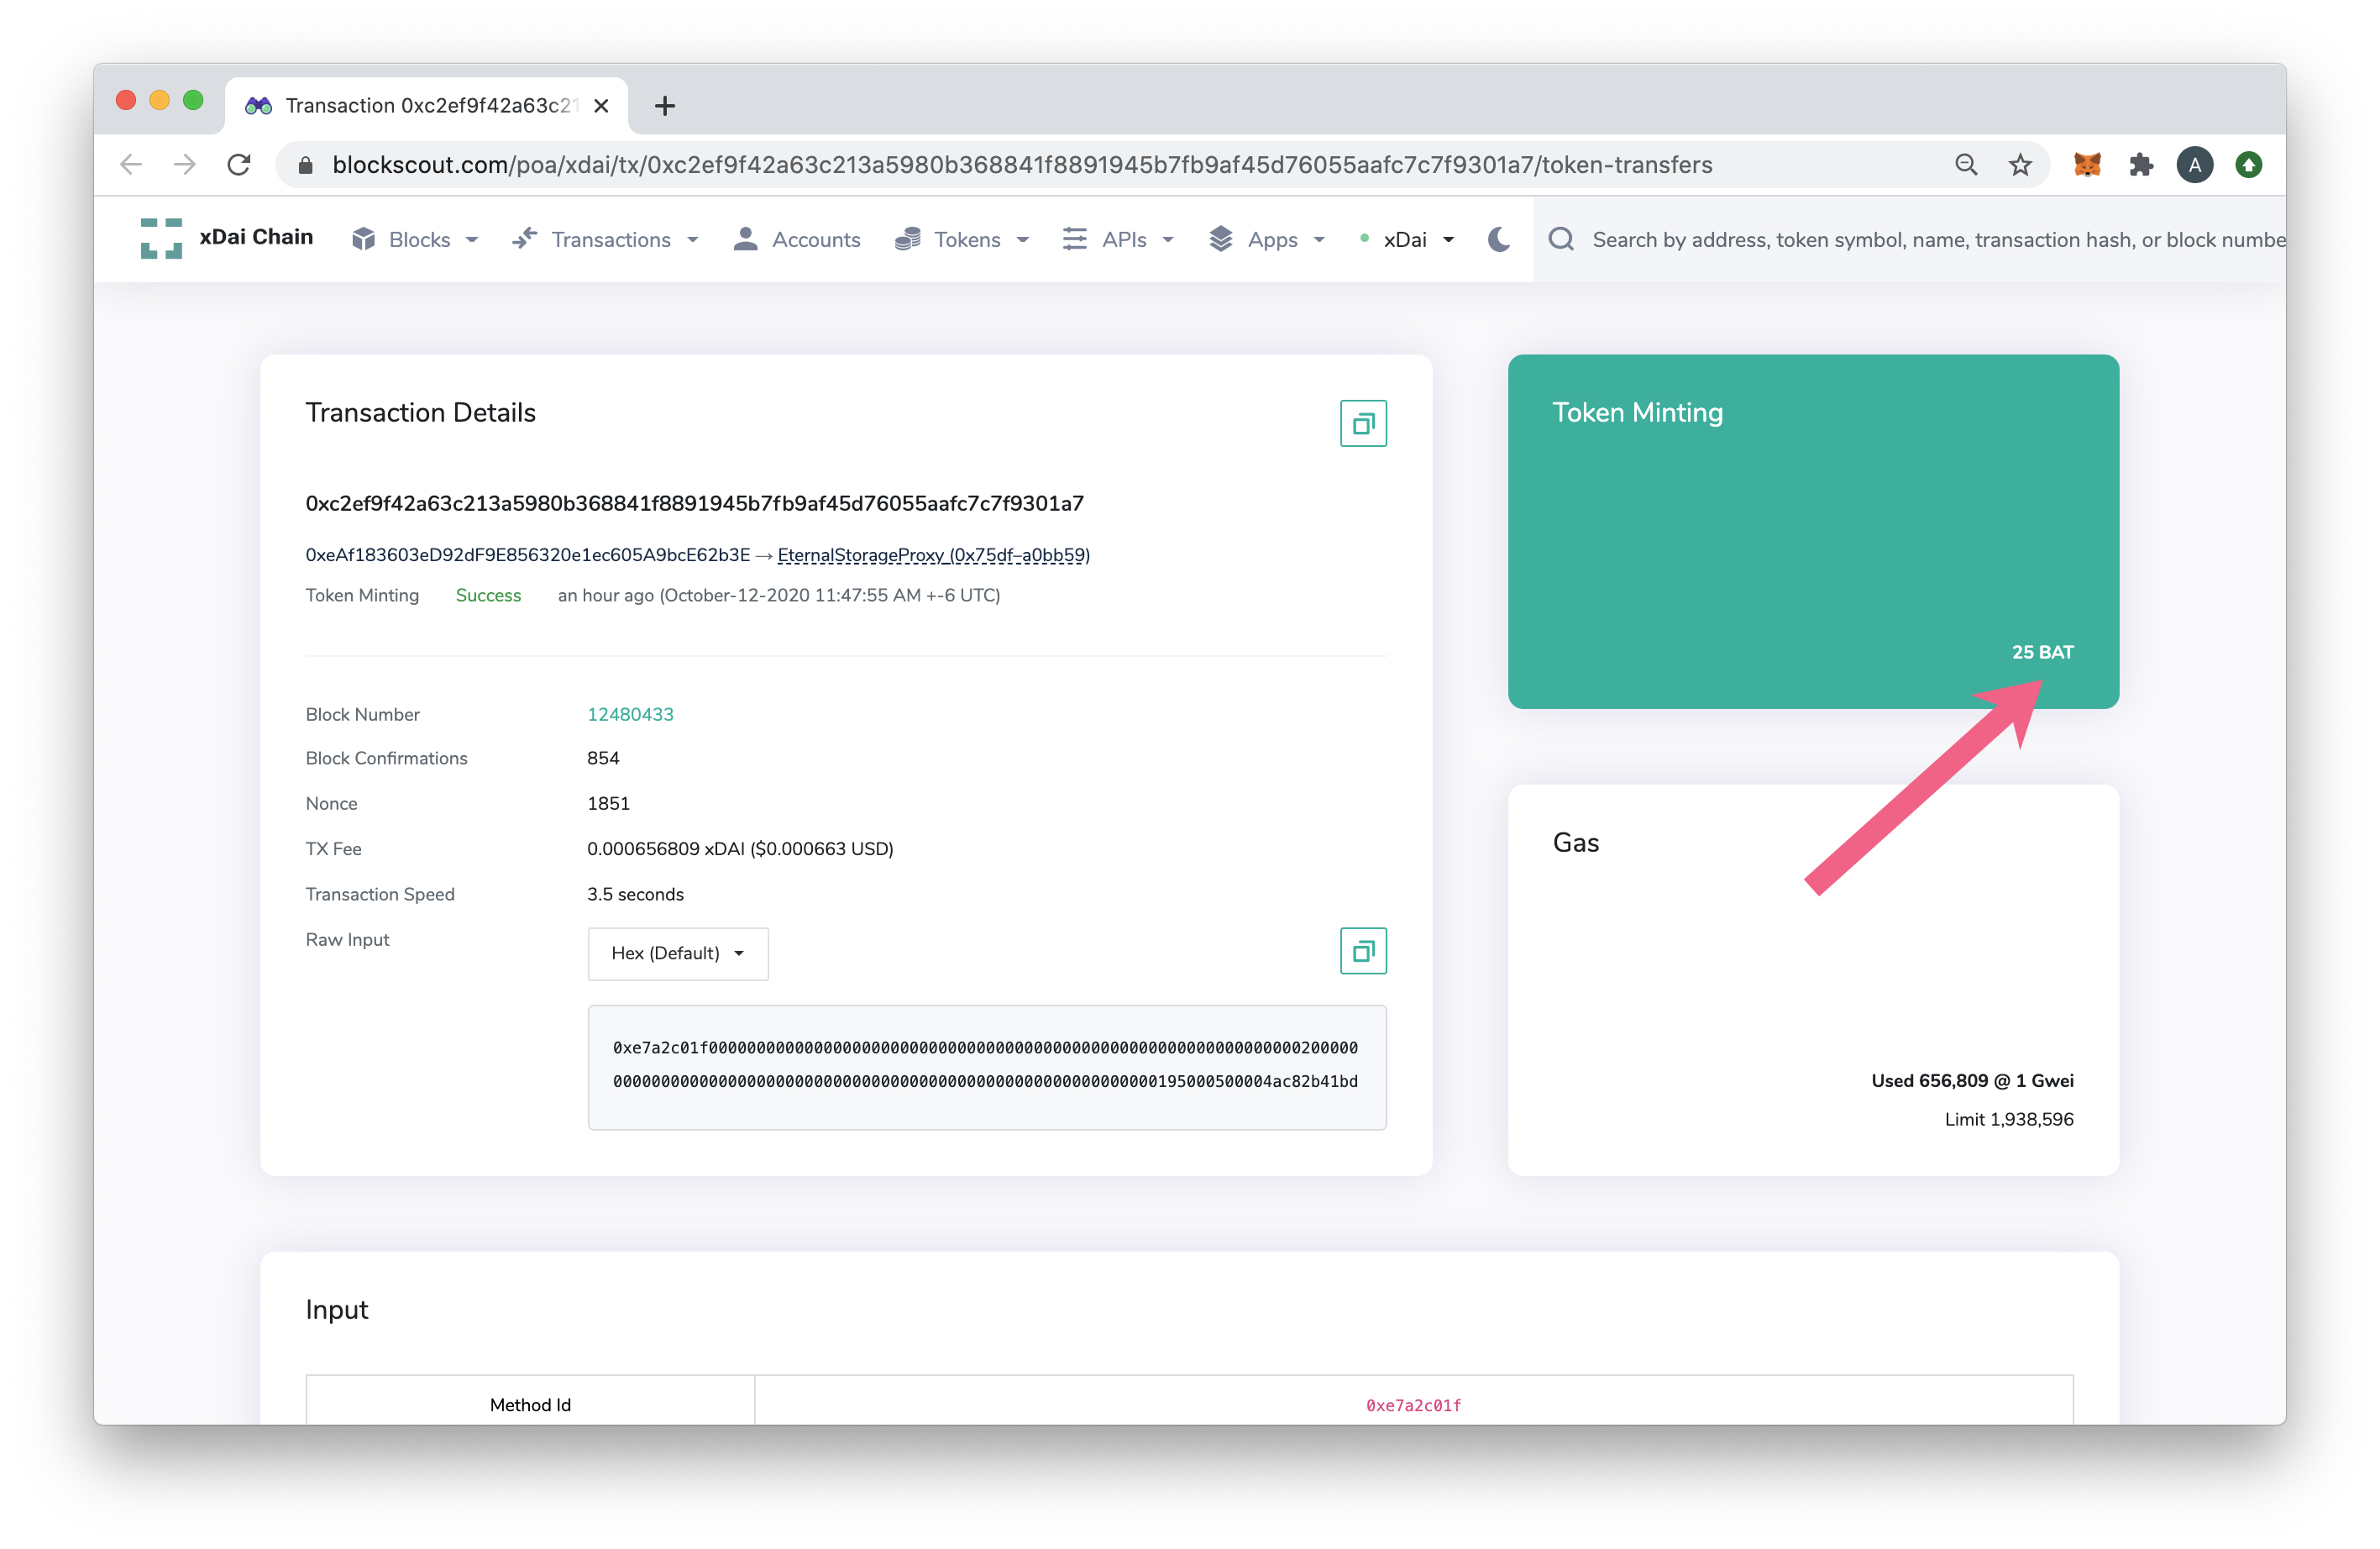 Transaction 0xc2ef9f42a63c21
blockscout.com/poa/xdai/tx/0xc2ef9f42a63c213a5980b368841f8891945b7fb9af45d76055aafc7c7f9301a7/token-transfers
A
xDai Chain Blocks Transactions Accounts Tokens APIs Apps xDai Search by address, token symbol, name, transaction hash, or block numbe
Transaction Details
0xc2ef9f42a63c213a5980b368841f8891945b7fb9af45d76055aafc7c7f9301a7
0xeAf183603eD92dF9E856320e1ec605A9bcE62b3E → EternalStorageProxy (0x75df–a0bb59)
Token Minting Success an hour ago (October-12-2020 11:47:55 AM +-6 UTC)
Block Number 12480433
Block Confirmations 854
Nonce 1851
TX Fee 0.000656809 xDAI ($0.000663 USD)
Transaction Speed 3.5 seconds
Raw Input Hex (Default)
0xe7a2c01f00000000000000000000000000000000000000000000000000000000000000200000
000000000000000000000000000000000000000000000000000000000195000500004ac82b41bd
Token Minting
25 BAT
Gas
Used 656,809 @ 1 Gwei
Limit 1,938,596
Input
Method Id 0xe7a2c01f